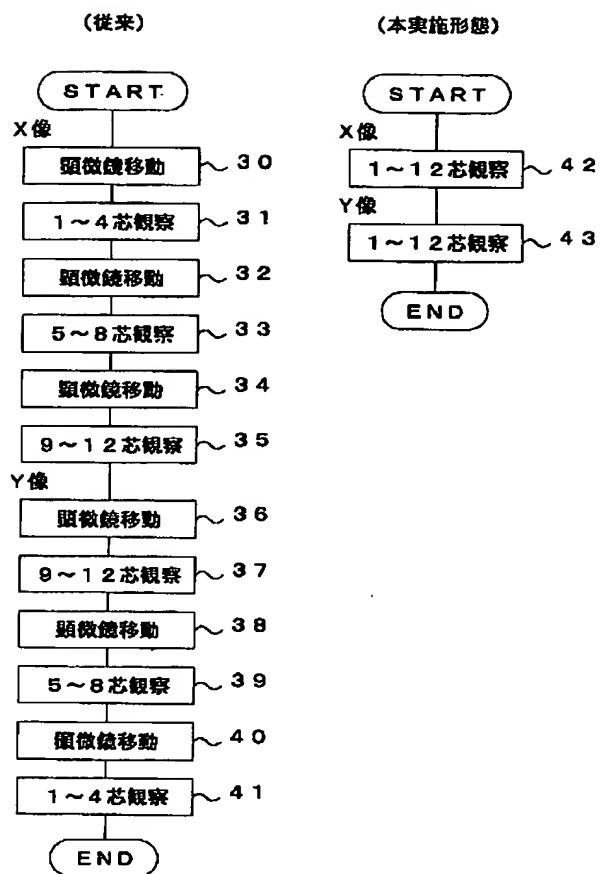 (従来)
START
X像
顕微鏡移動 30
1~4芯観察 31
顕微鏡移動 32
5~8芯観察 33
顕微鏡移動 34
9~12芯観察 35
Y像
顕微鏡移動 36
9~12芯観察 37
顕微鏡移動 38
5~8芯観察 39
顕微鏡移動 40
1~4芯観察 41
END
(本実施形態)
START
X像
1~12芯観察 42
Y像
1~12芯観察 43
END